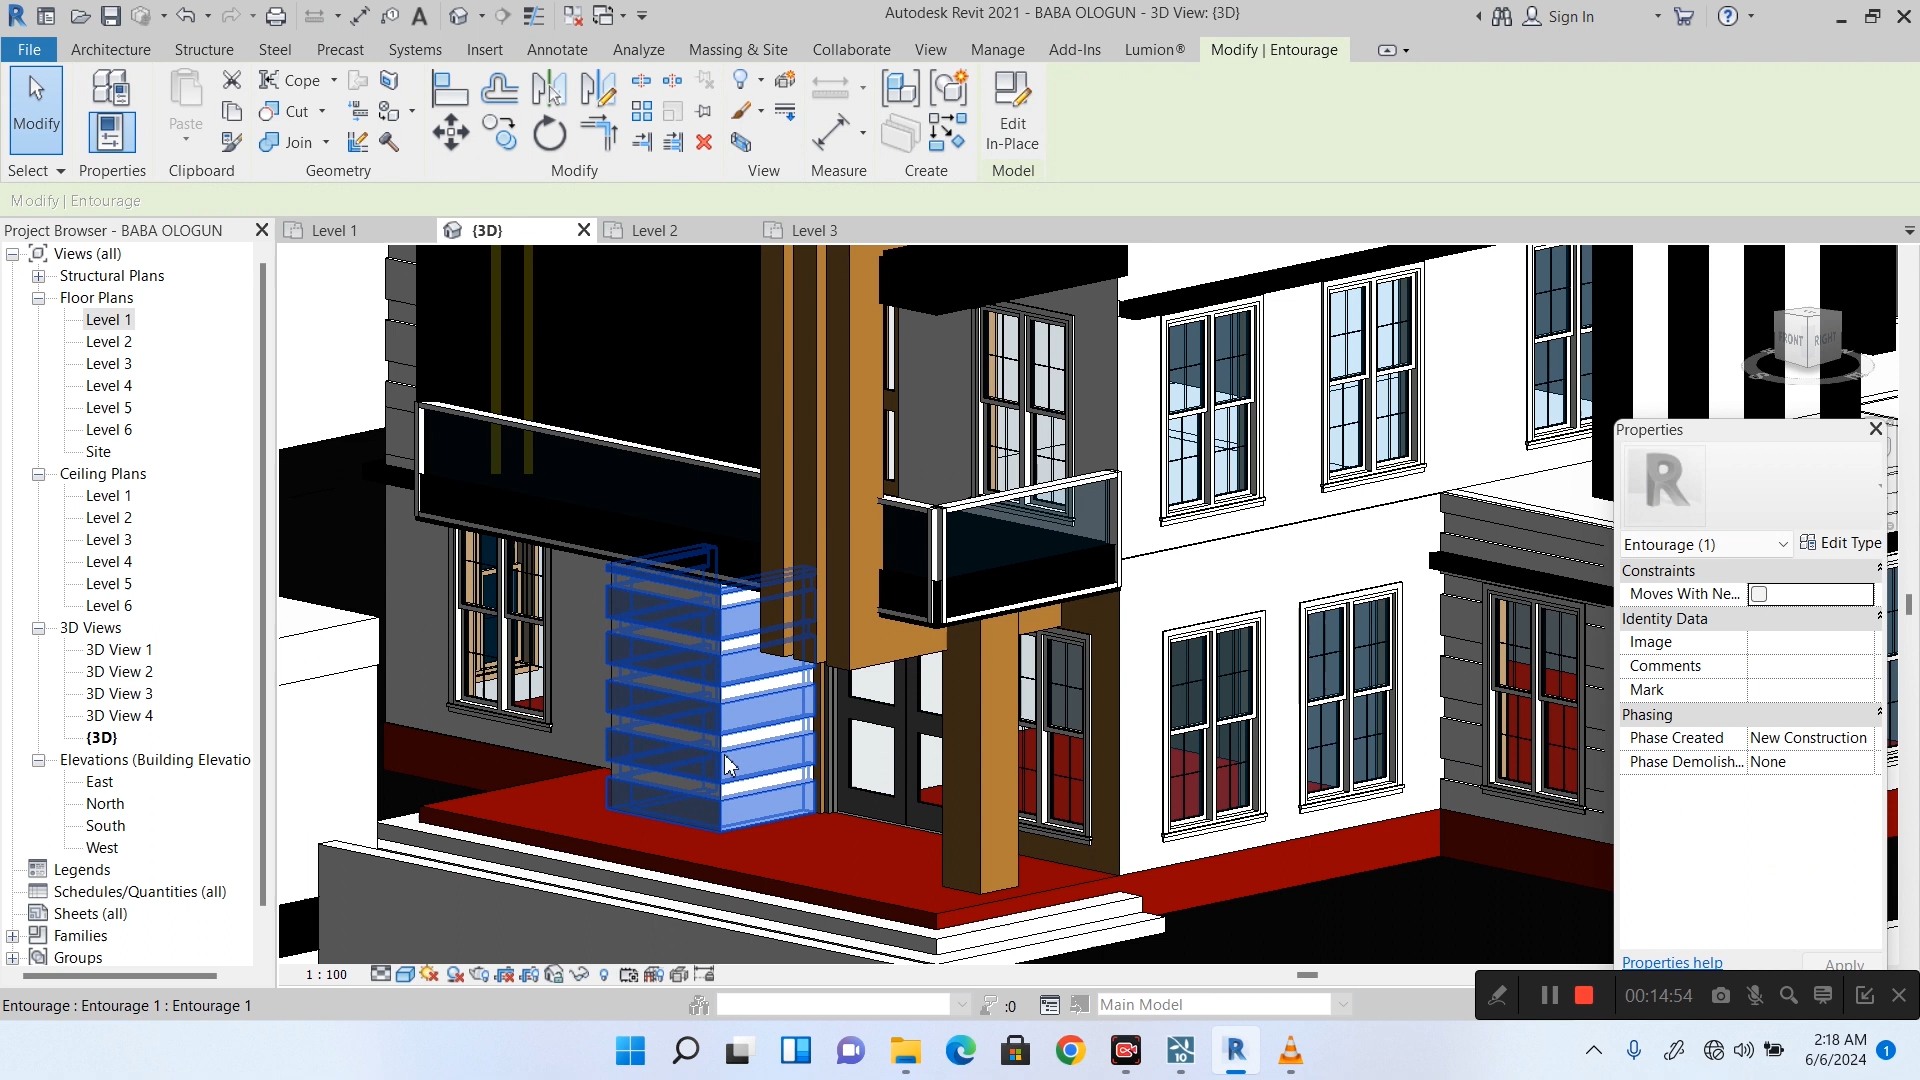 Autodesk Revit 2021 - BABA OLOGUN - 3D View: {3D}
Sign In
File Architecture Structure Steel Precast Systems Insert Annotate Analyze Massing & Site Collaborate View Manage Add-Ins Lumion® Modify | Entourage
Modify
Paste
Cope
Cut
Join
Edit
In-Place
Select Properties Clipboard Geometry Modify View Measure Create Model
Modify | Entourage
Project Browser - BABA OLOGUN
Level 1 {3D} Level 2 Level 3
Views (all)
Structural Plans
Floor Plans
Level 1
Level 2
Level 3
Level 4
Level 5
Level 6
Site
Ceiling Plans
Level 1
Level 2
Level 3
Level 4
Level 5
Level 6
3D Views
3D View 1
3D View 2
3D View 3
3D View 4
{3D}
Elevations (Building Elevatio
East
North
South
West
Legends
Schedules/Quantities (all)
Sheets (all)
Families
Groups
FRONT RIGHT
Properties
R
Entourage (1) Edit Type
Constraints
Moves With Ne...
Identity Data
Image
Comments
Mark
Phasing
Phase Created New Construction
Phase Demolish... None
Properties help Apply
1 : 100
Entourage : Entourage 1 : Entourage 1
:0
Main Model
00:14:54
10
R
2:18 AM
6/6/2024
1